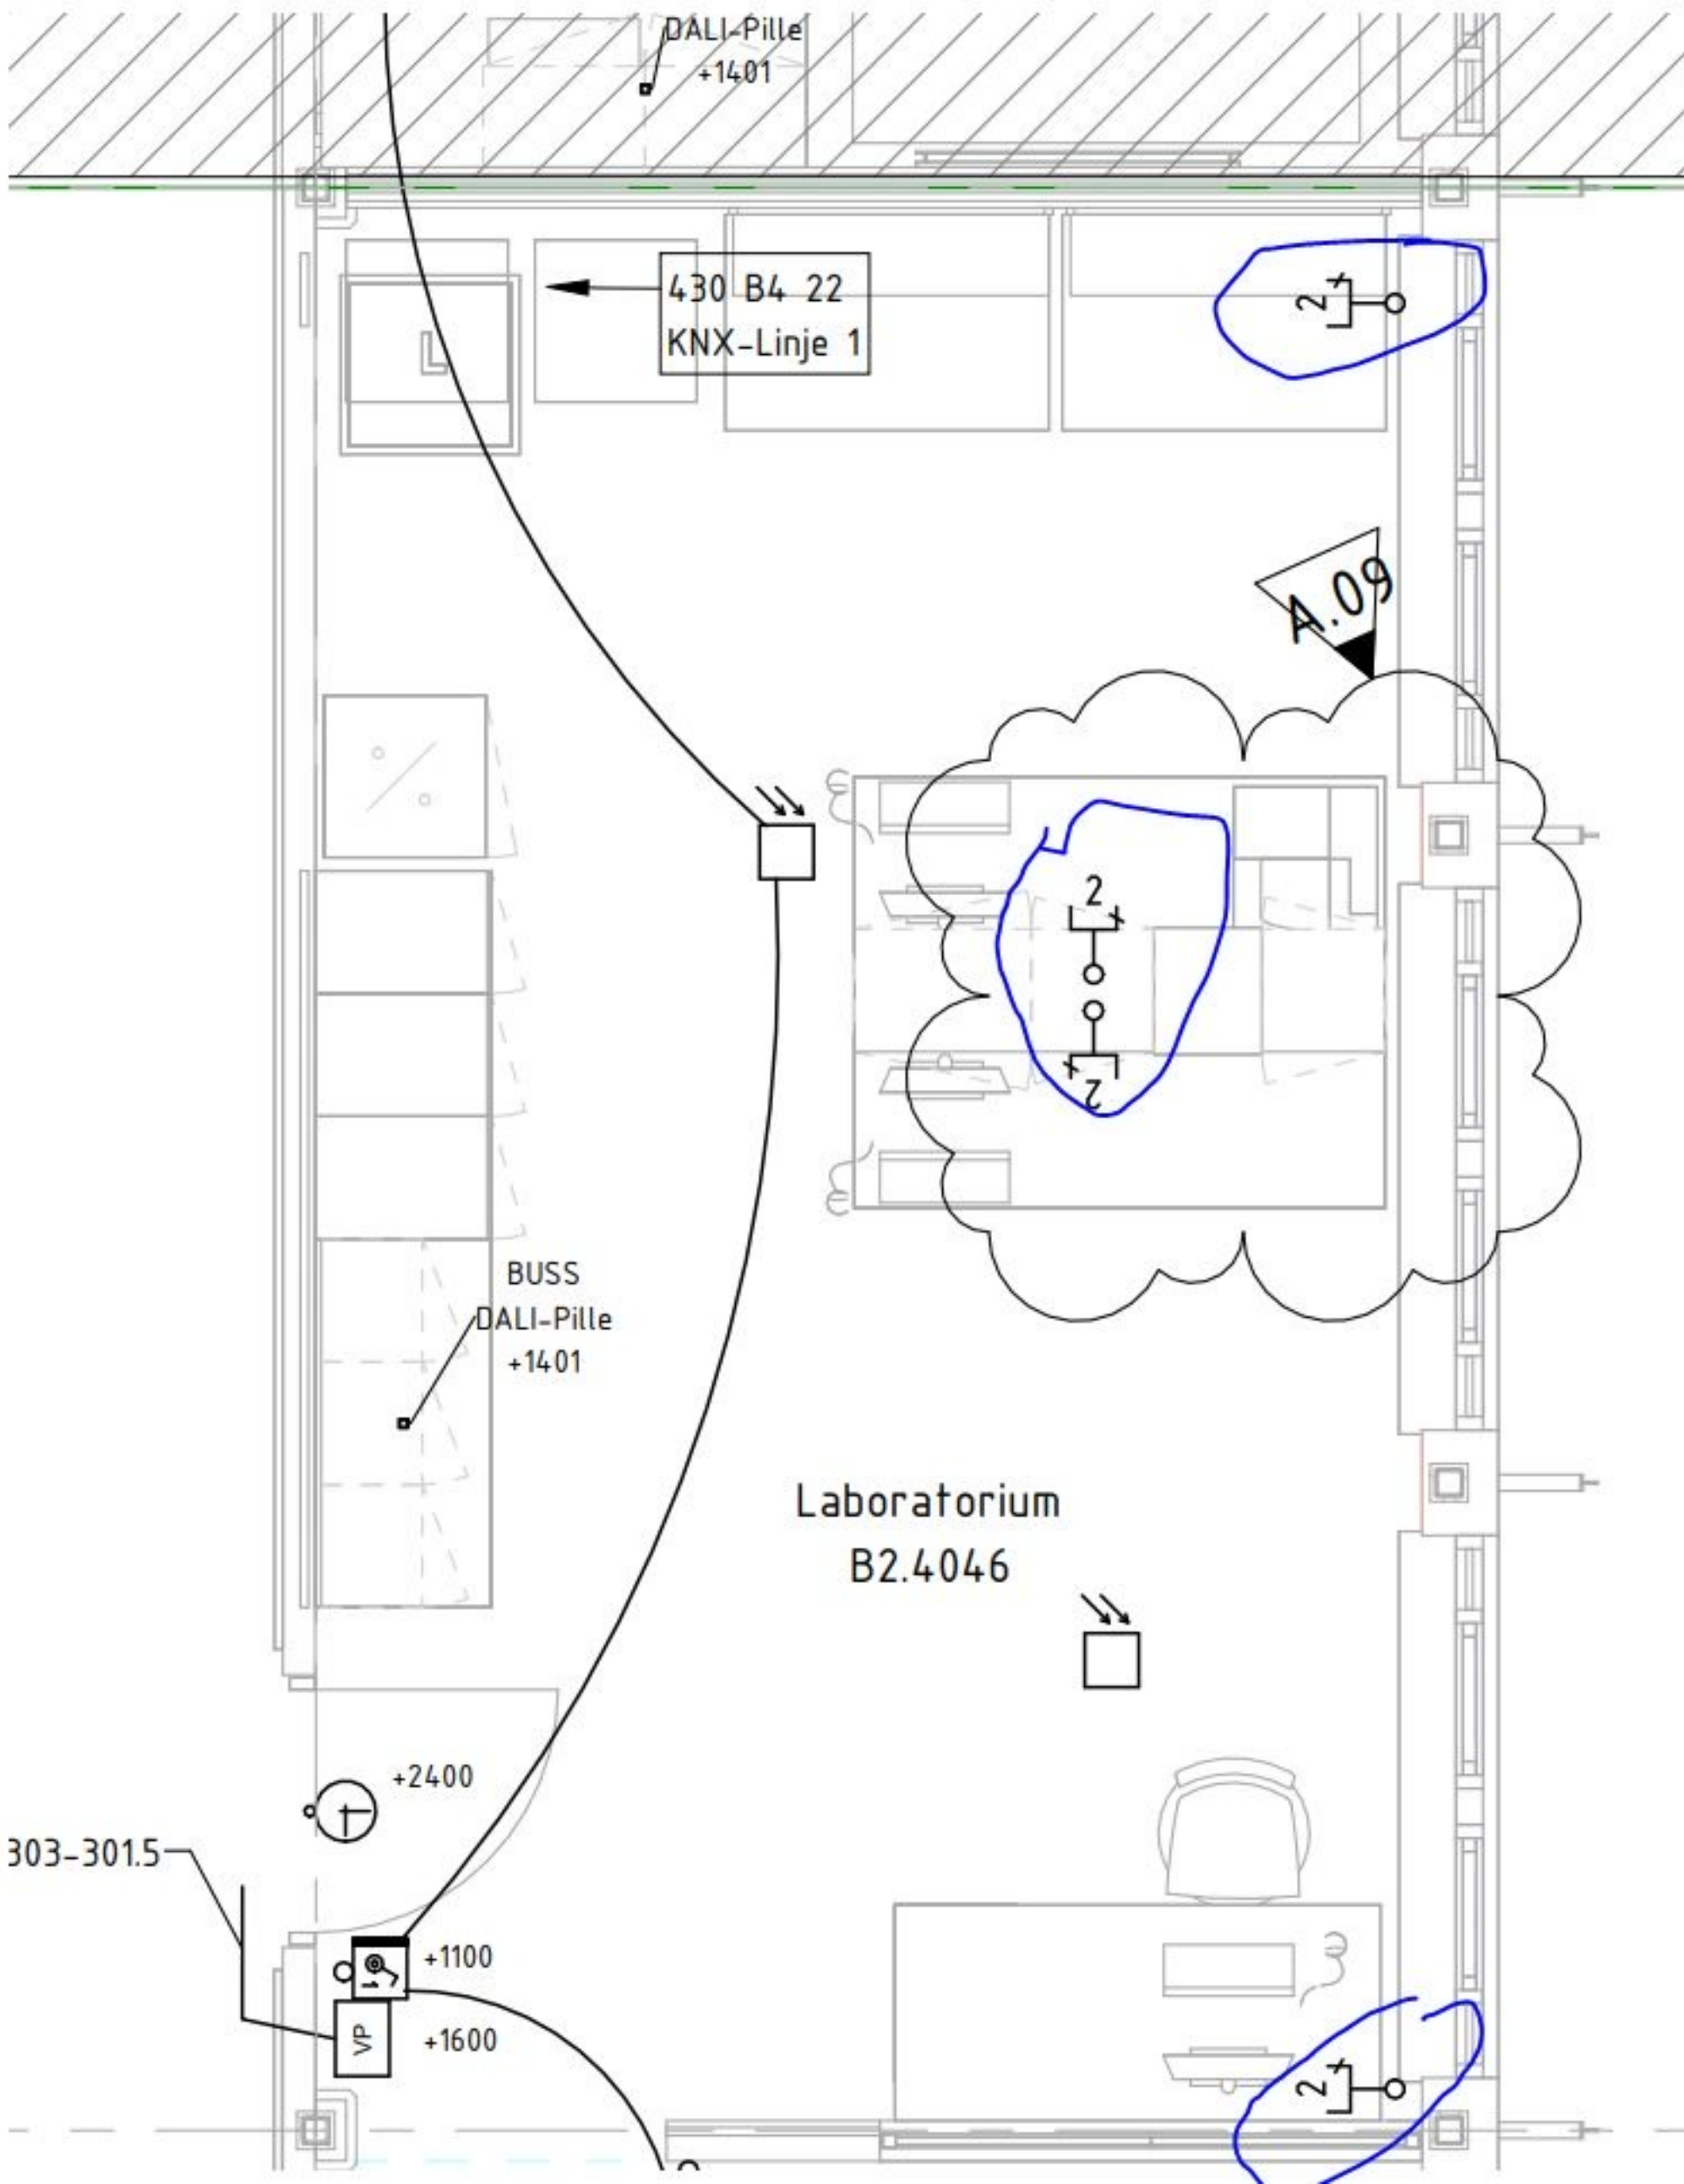 DALI-Pille
+1401
430 B4 22
KNX-Linje 1
2
A.09
2
2
BUSS
DALI-Pille
+1401
Laboratorium
B2.4046
+2400
303-301.5
+1100
1
VP
+1600
2